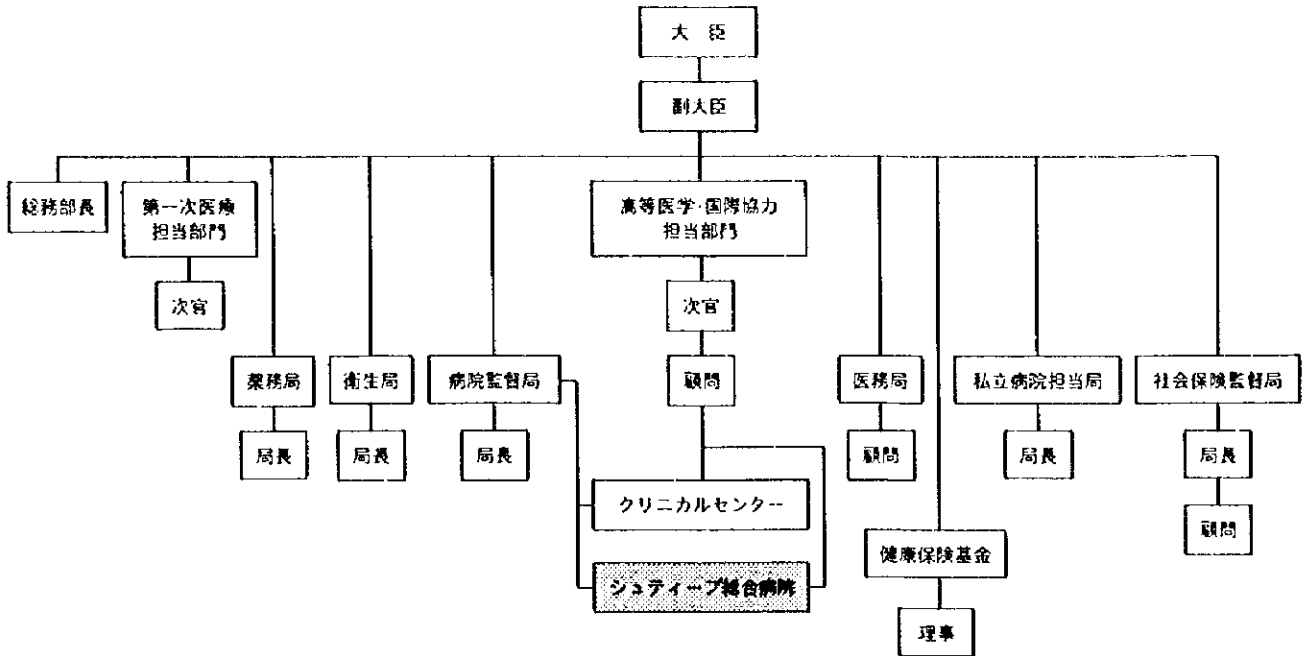 大臣
副大臣
総務部長
第一次医療
担当部門
高等医学・国際協力
担当部門
次官
次官
薬務局
衛生局
病院監督局
顧問
医務局
私立病院担当局
社会保険監督局
局長
局長
局長
顧問
局長
局長
クリニカルセンター
顧問
健康保険基金
シュティープ総合病院
理事